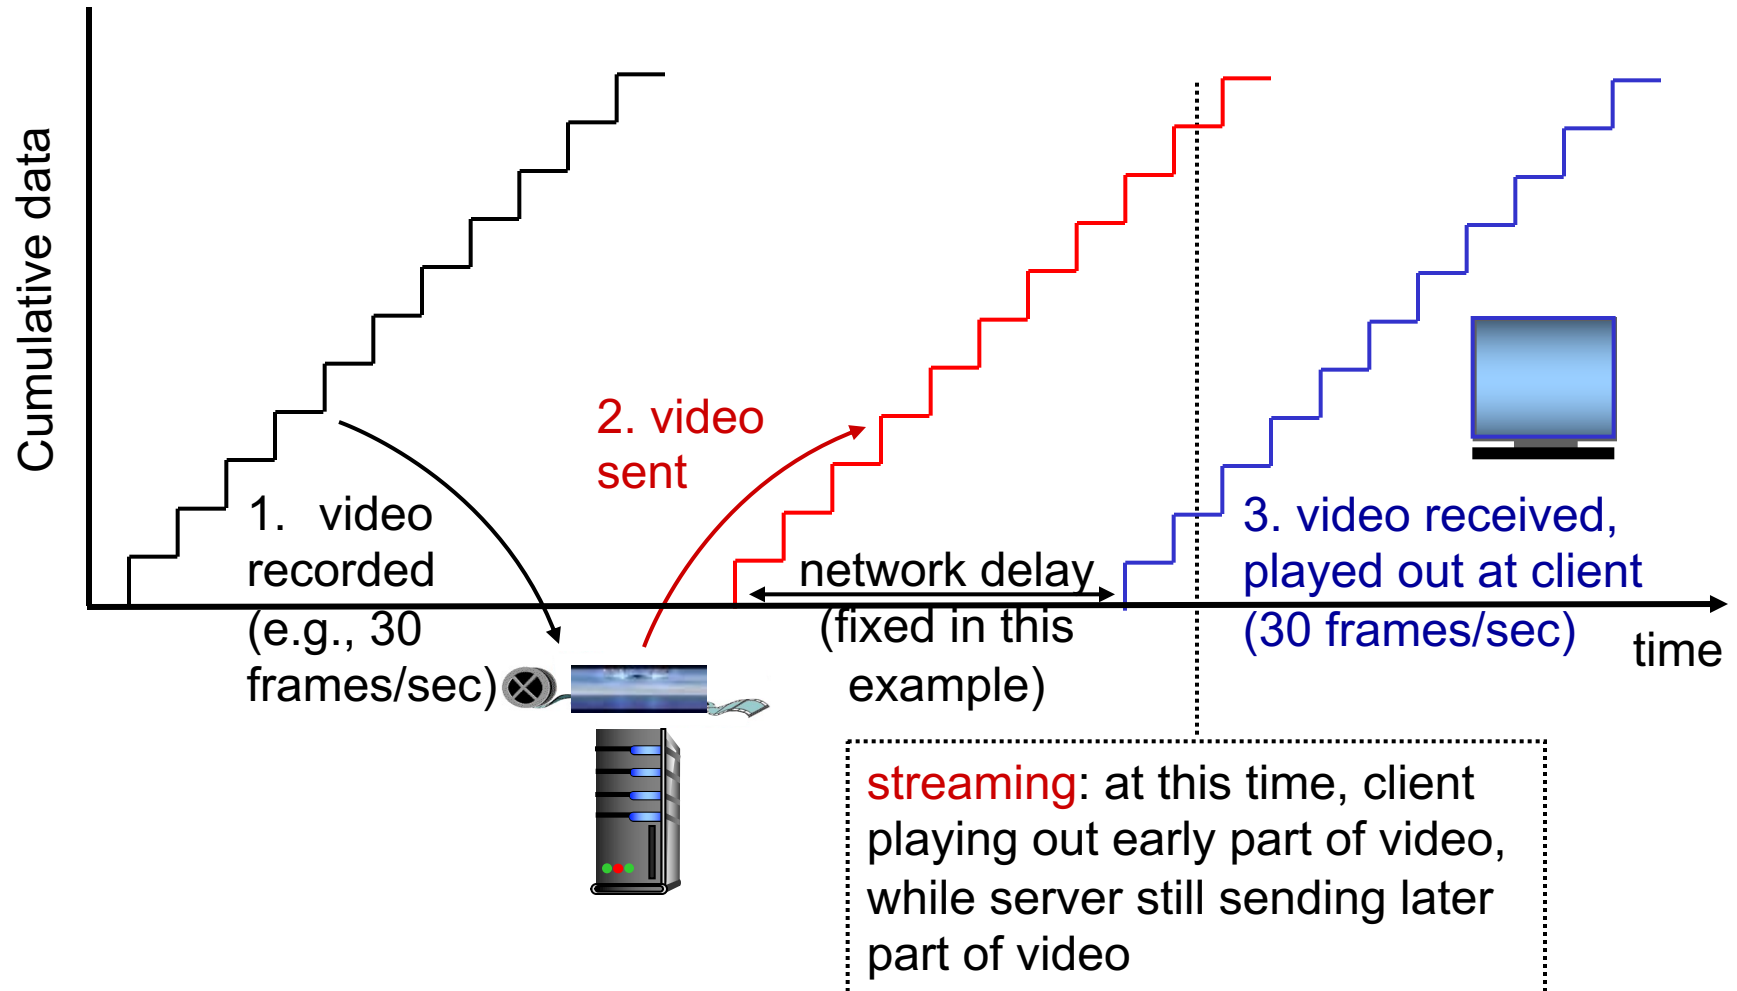 Cumulative data
1. video
recorded
(e.g., 30
frames/sec)
2. video
sent
network delay
(fixed in this
example)
3. video received,
played out at client
(30 frames/sec)
time
streaming: at this time, client
playing out early part of video,
while server still sending later
part of video